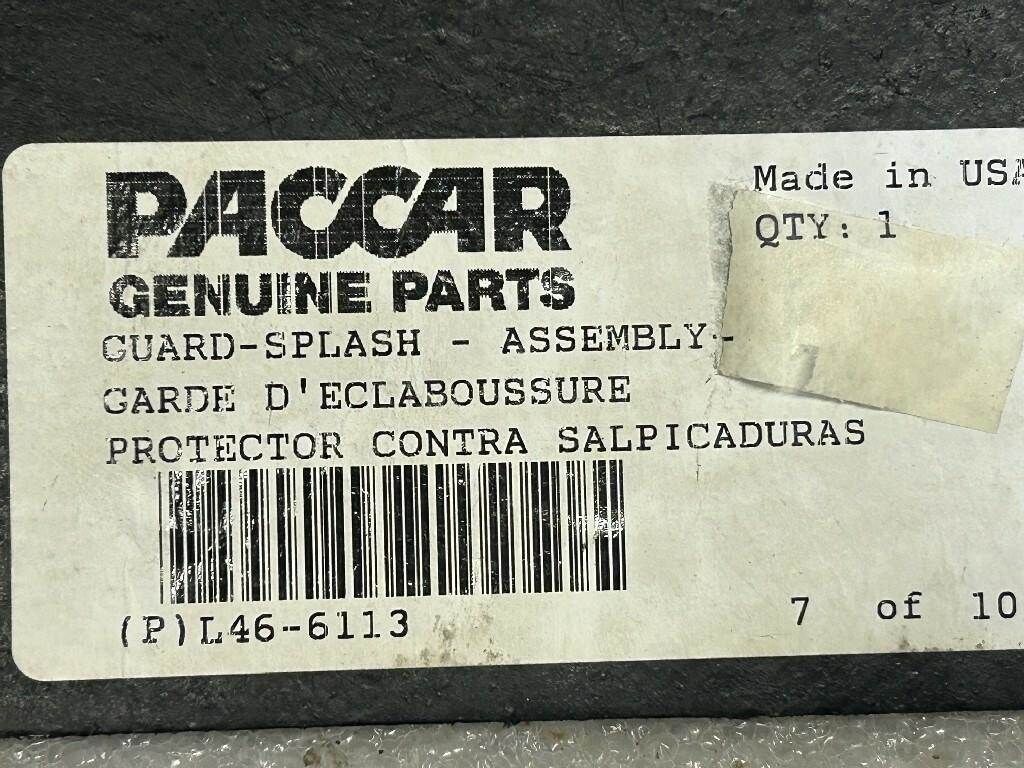 PACCAR
GENUINE PARTS
Made in USA
QTY: 1
GUARD-SPLASH - ASSEMBLY-
GARDE D'ECLABOUSSURE
PROTECTOR CONTRA SALPICADURAS
(P)L46-6113
7 of 10